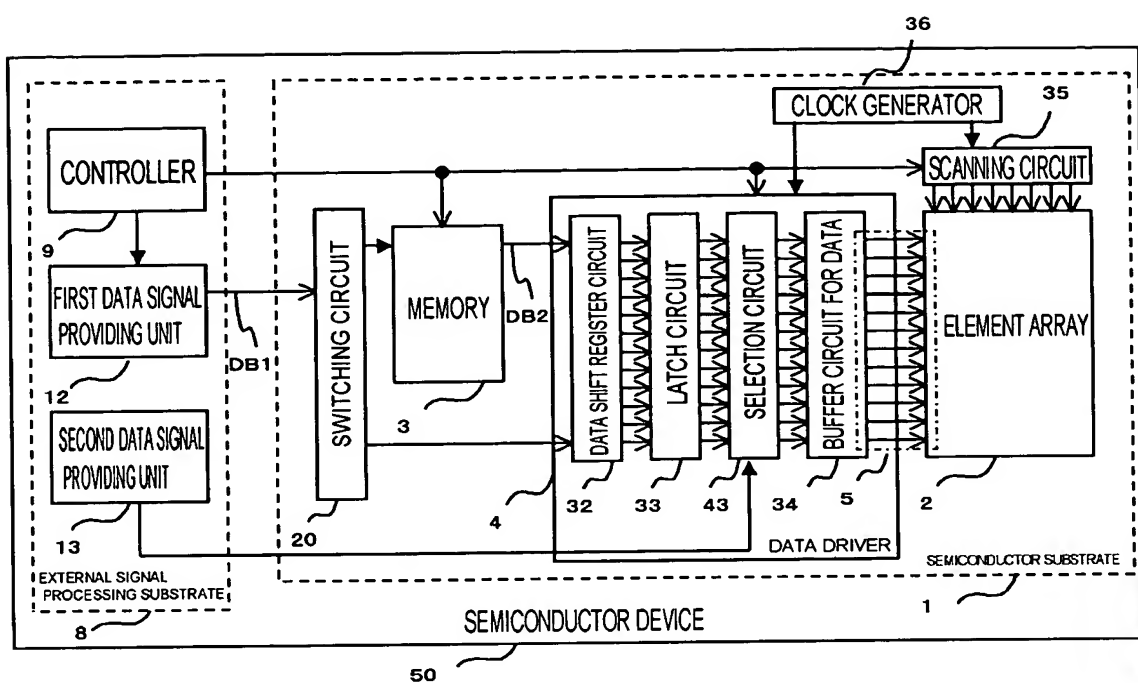 36
CLOCK GENERATOR
35
CONTROLLER
SCANNING CIRCUIT
9
FIRST DATA SIGNAL
PROVIDING UNIT
DB1
12
SWITCHING CIRCUIT
MEMORY
DB2
3
DATA SHIFT REGISTER CIRCUIT
LATCH CIRCUIT
SELECTION CIRCUIT
BUFFER CIRCUIT FOR DATA
ELEMENT ARRAY
SECOND DATA SIGNAL
PROVIDING UNIT
13
20
4
32
33
43
34
5
2
DATA DRIVER
SEMICONDUCTOR SUBSTRATE
EXTERNAL SIGNAL
PROCESSING SUBSTRATE
8
1
SEMICONDUCTOR DEVICE
50